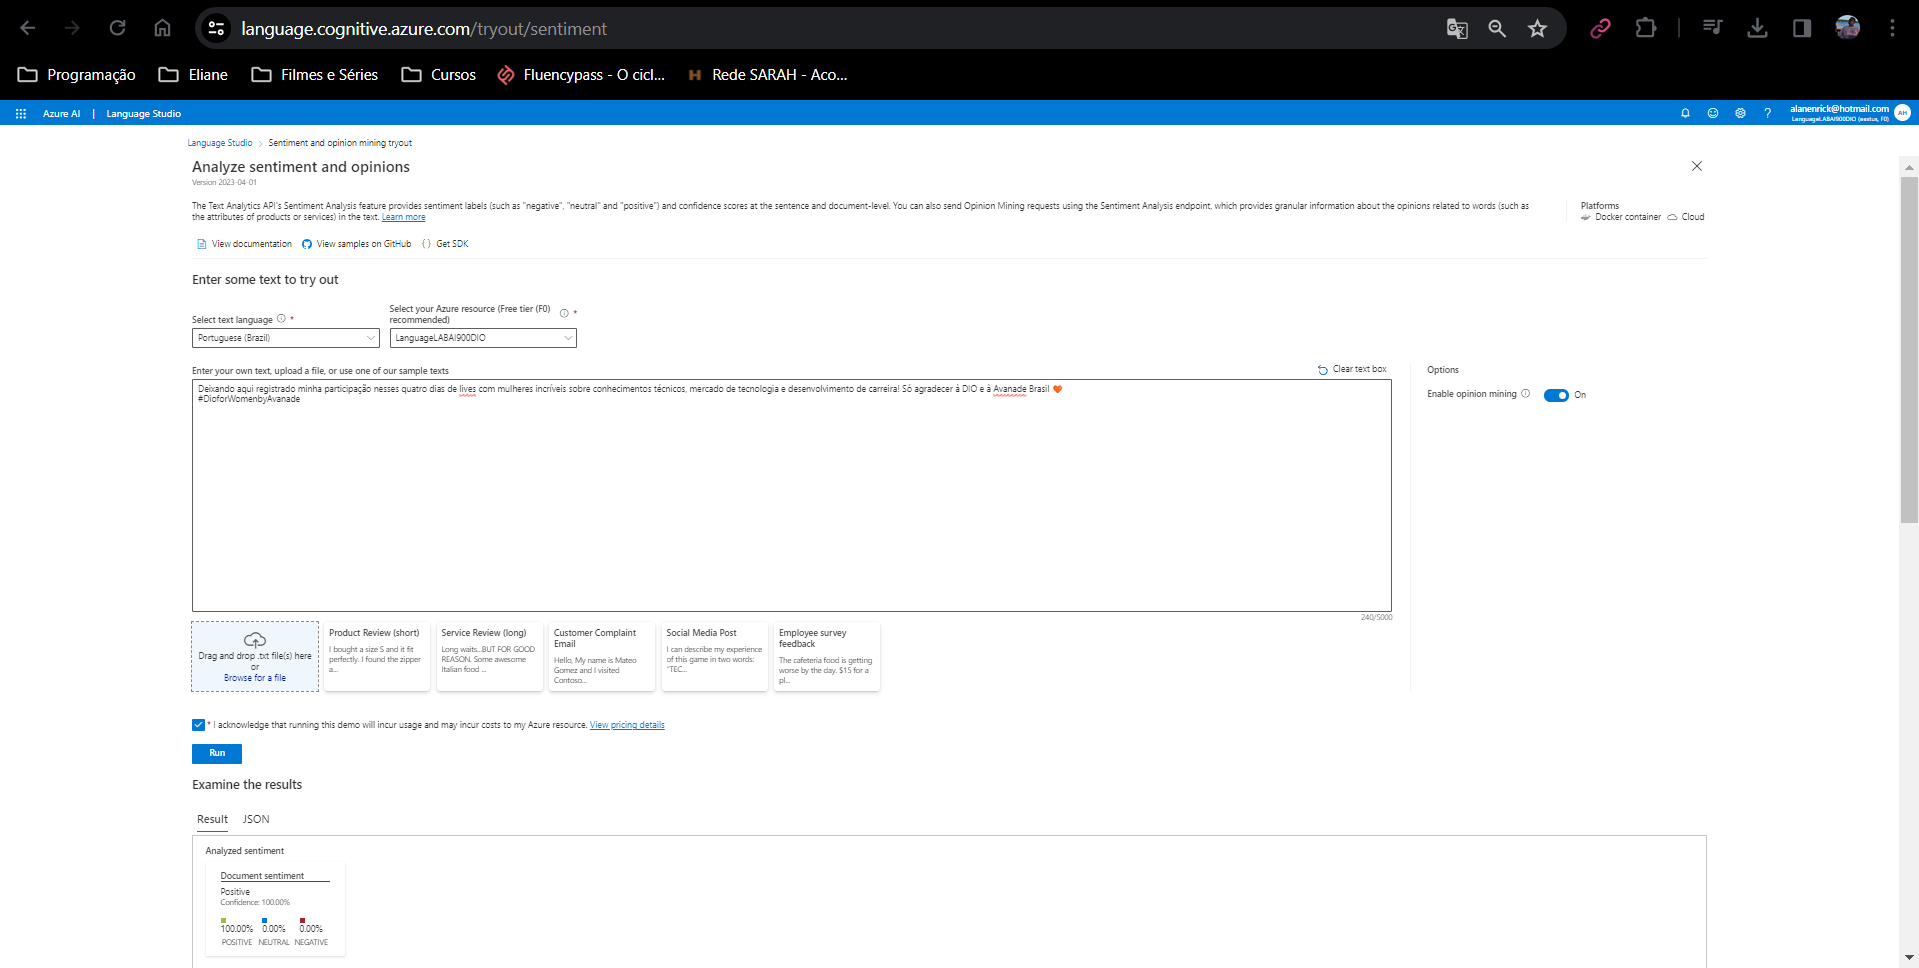 language.cognitive.azure.com/tryout/sentiment
Programação Eliane Filmes e Séries Cursos Fluencypass - O cicl... H Rede SARAH - Aco...
Azure AI | Language Studio
alanenrick@hotmail.com
LanguageLABAI900DIO (eastus, F0)
AH
Language Studio > Sentiment and opinion mining tryout
Analyze sentiment and opinions
Version 2023-04-01
The Text Analytics API's Sentiment Analysis feature provides sentiment labels (such as "negative", "neutral" and "positive") and confidence scores at the sentence and document-level. You can also send Opinion Mining requests using the Sentiment Analysis endpoint, which provides granular information about the opinions related to words (such as
the attributes of products or services) in the text. Learn more
Platforms
Docker container Cloud
View documentation View samples on GitHub {} Get SDK
Enter some text to try out
Select text language *
Portuguese (Brazil)
Select your Azure resource (Free tier (F0)
recommended) *
LanguageLABAI900DIO
Enter your own text, upload a file, or use one of our sample texts
Clear text box
Deixando aqui registrado minha participação nesses quatro dias de lives com mulheres incríveis sobre conhecimentos técnicos, mercado de tecnologia e desenvolvimento de carreira! Só agradecer à DIO e à Avanade Brasil 🧡
#DioforWomenbyAvanade
240/5000
Options
Enable opinion mining On
Drag and drop .txt file(s) here
or
Browse for a file
Product Review (short)
I bought a size S and it fit
perfectly. I found the zipper
a...
Service Review (long)
Long waits...BUT FOR GOOD
REASON. Some awesome
Italian food ...
Customer Complaint
Email
Hello, My name is Mateo
Gomez and I visited
Contoso...
Social Media Post
I can describe my experience
of this game in two words:
"TEC...
Employee survey
feedback
The cafeteria food is getting
worse by the day. $15 for a
pl...
* I acknowledge that running this demo will incur usage and may incur costs to my Azure resource. View pricing details
Run
Examine the results
Result JSON
Analyzed sentiment
Document sentiment
Positive
Confidence: 100.00%
100.00% 0.00% 0.00%
POSITIVE NEUTRAL NEGATIVE